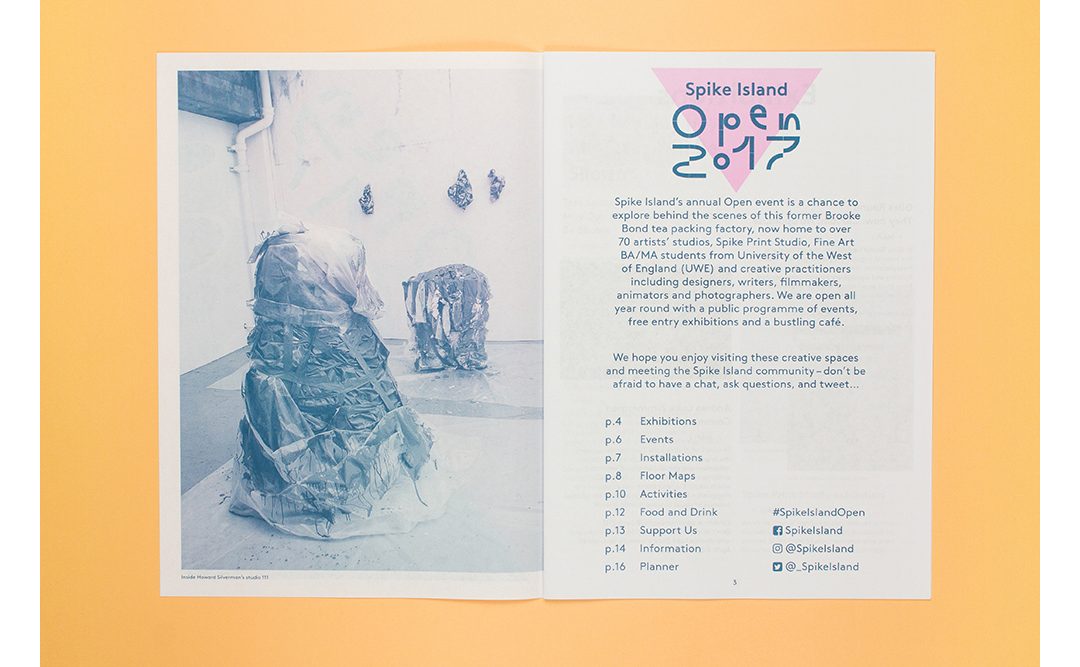 Inside Howard Silverman's studio 111
Spike Island
Open
2017
Spike Island's annual Open event is a chance to
explore behind the scenes of this former Brooke
Bond tea packing factory, now home to over
70 artists' studios, Spike Print Studio, Fine Art
BA/MA students from University of the West
of England (UWE) and creative practitioners
including designers, writers, filmmakers,
animators and photographers. We are open all
year round with a public programme of events,
free entry exhibitions and a bustling café.
We hope you enjoy visiting these creative spaces
and meeting the Spike Island community – don't be
afraid to have a chat, ask questions, and tweet...
p.4 Exhibitions
p.6 Events
p.7 Installations
p.8 Floor Maps
p.10 Activities
p.12 Food and Drink
p.13 Support Us
p.14 Information
p.16 Planner
#SpikeIslandOpen
SpikeIsland
@SpikeIsland
@_SpikeIsland
3